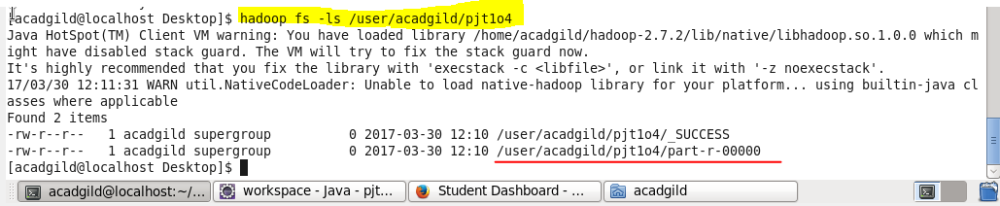 [acadgild@localhost Desktop]$ hadoop fs -ls /user/acadgild/pjt1o4
Java HotSpot(TM) Client VM warning: You have loaded library /home/acadgild/hadoop-2.7.2/lib/native/libhadoop.so.1.0.0 which m
ight have disabled stack guard. The VM will try to fix the stack guard now.
It's highly recommended that you fix the library with 'execstack -c <libfile>', or link it with '-z noexecstack'.
17/03/30 12:11:31 WARN util.NativeCodeLoader: Unable to load native-hadoop library for your platform... using builtin-java cl
asses where applicable
Found 2 items
-rw-r--r--   1 acadgild supergroup          0 2017-03-30 12:10 /user/acadgild/pjt1o4/_SUCCESS
-rw-r--r--   1 acadgild supergroup          0 2017-03-30 12:10 /user/acadgild/pjt1o4/part-r-00000
[acadgild@localhost Desktop]$
acadgild@localhost:~/... workspace - Java - pjt... Student Dashboard - ... acadgild